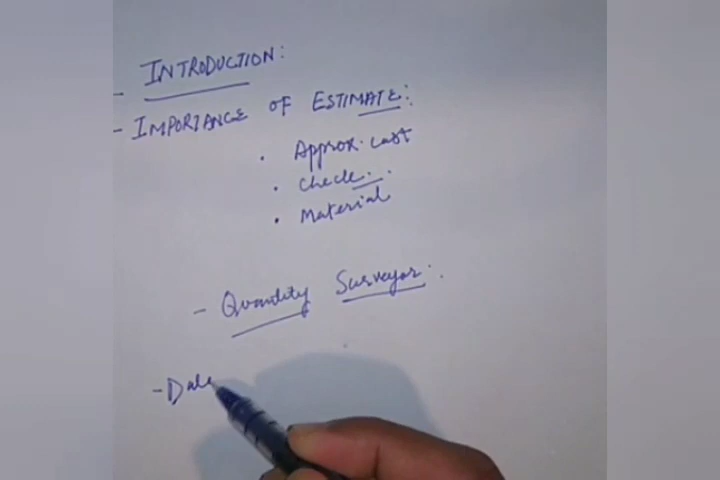 - INTRODUCTION:
- IMPORTANCE OF ESTIMATE:
· Approx. cost
· Check..
· Material
- Quantity Surveyor:
-